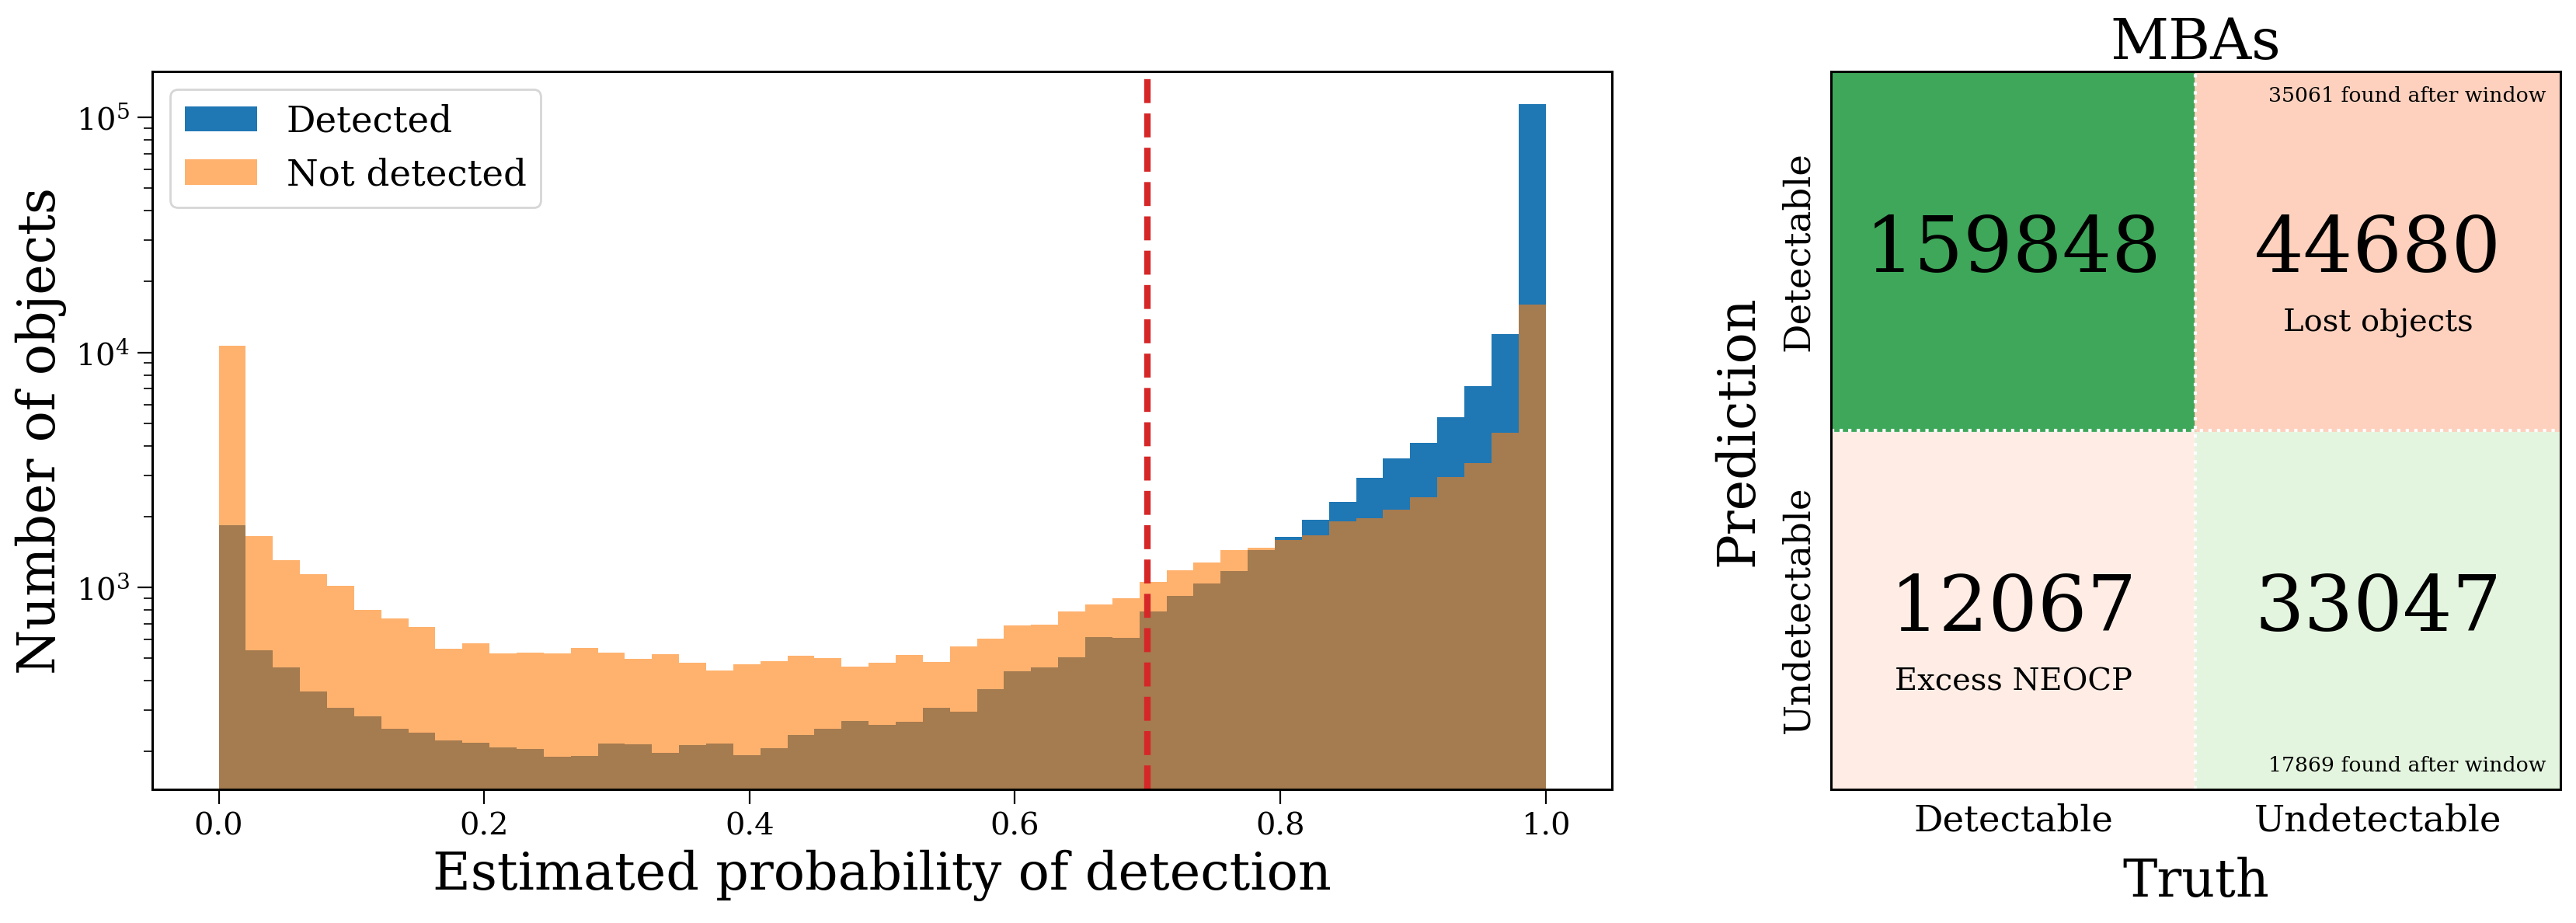 Detected
Not detected
Number of objects
10^5
10^4
10^3
0.0 0.2 0.4 0.6 0.8 1.0
Estimated probability of detection
MBAs
Prediction
Detectable
Undetectable
35061 found after window
159848
44680
Lost objects
12067
Excess NEOCP
33047
17869 found after window
Detectable Undetectable
Truth